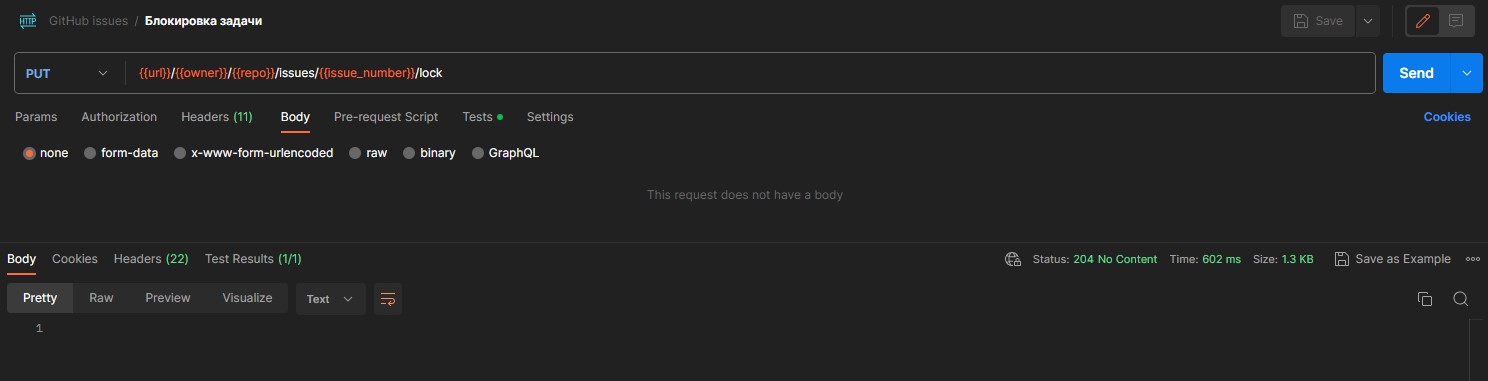 HTTP GitHub issues / Блокировка задачи Save
PUT {{url}}/{{owner}}/{{repo}}/issues/{{issue_number}}/lock Send
Params Authorization Headers (11) Body Pre-request Script Tests Settings Cookies
none form-data x-www-form-urlencoded raw binary GraphQL
This request does not have a body
Body Cookies Headers (22) Test Results (1/1) Status: 204 No Content Time: 602 ms Size: 1.3 KB Save as Example
Pretty Raw Preview Visualize Text
1